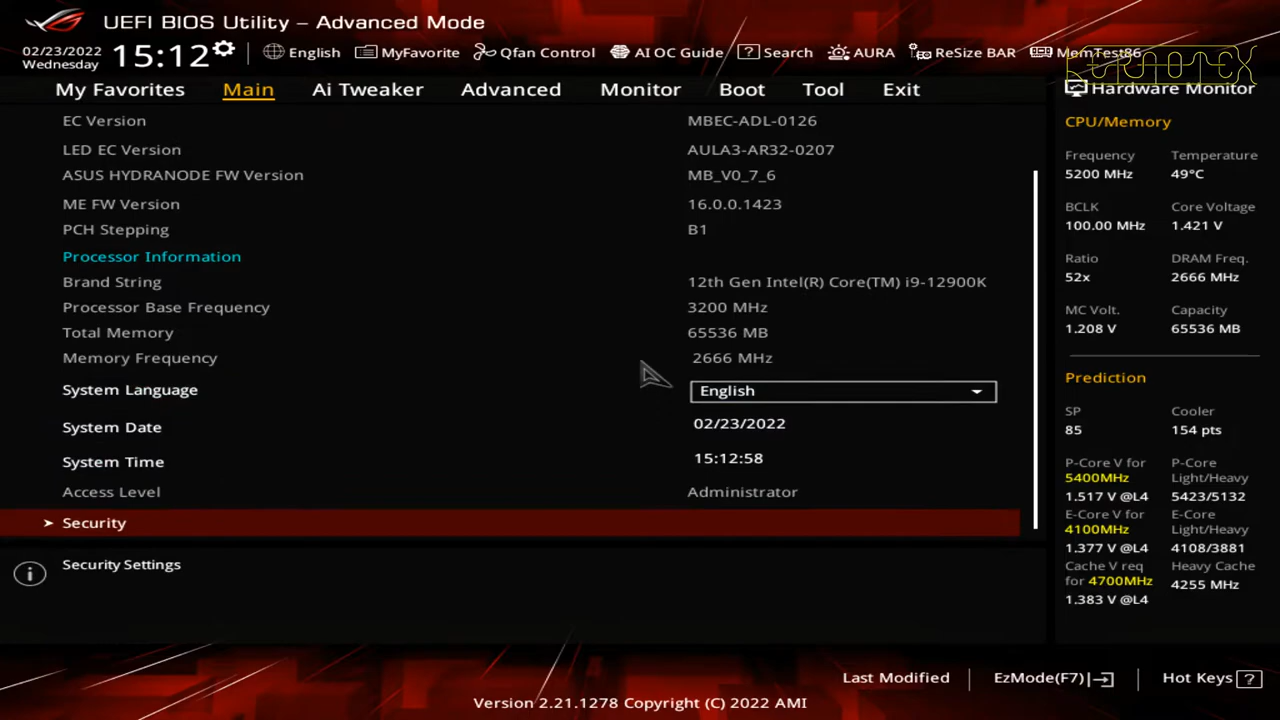 UEFI BIOS Utility – Advanced Mode
02/23/2022
Wednesday
15:12
English
MyFavorite
Qfan Control
AI OC Guide
? Search
AURA
ReSize BAR
MemTest86
My Favorites
Main
Ai Tweaker
Advanced
Monitor
Boot
Tool
Exit
Hardware Monitor
EC Version MBEC-ADL-0126
LED EC Version AULA3-AR32-0207
ASUS HYDRANODE FW Version MB_V0_7_6
ME FW Version 16.0.0.1423
PCH Stepping B1
Processor Information
Brand String 12th Gen Intel(R) Core(TM) i9-12900K
Processor Base Frequency 3200 MHz
Total Memory 65536 MB
Memory Frequency 2666 MHz
System Language English
System Date 02/23/2022
System Time 15:12:58
Access Level Administrator
Security
Security Settings
CPU/Memory
Frequency Temperature
5200 MHz 49°C
BCLK Core Voltage
100.00 MHz 1.421 V
Ratio DRAM Freq.
52x 2666 MHz
MC Volt. Capacity
1.208 V 65536 MB
Prediction
SP Cooler
85 154 pts
P-Core V for P-Core
5400MHz Light/Heavy
1.517 V @L4 5423/5132
E-Core V for E-Core
4100MHz Light/Heavy
1.377 V @L4 4108/3881
Cache V req Heavy Cache
for 4700MHz 4255 MHz
1.383 V @L4
Last Modified
EzMode(F7)
Hot Keys ?
Version 2.21.1278 Copyright (C) 2022 AMI